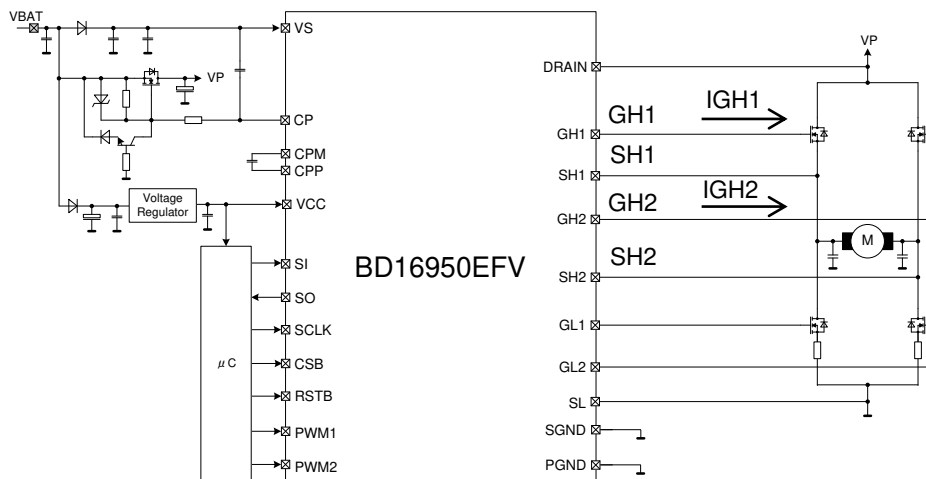 VBAT
VS
VP
CP
CPM
CPP
Voltage
Regulator
VCC
μC
SI
SO
SCLK
CSB
RSTB
PWM1
PWM2
BD16950EFV
VP
DRAIN
GH1
IGH1
GH1
SH1
SH1
GH2
IGH2
GH2
SH2
M
SH2
GL1
GL2
SL
SGND
PGND